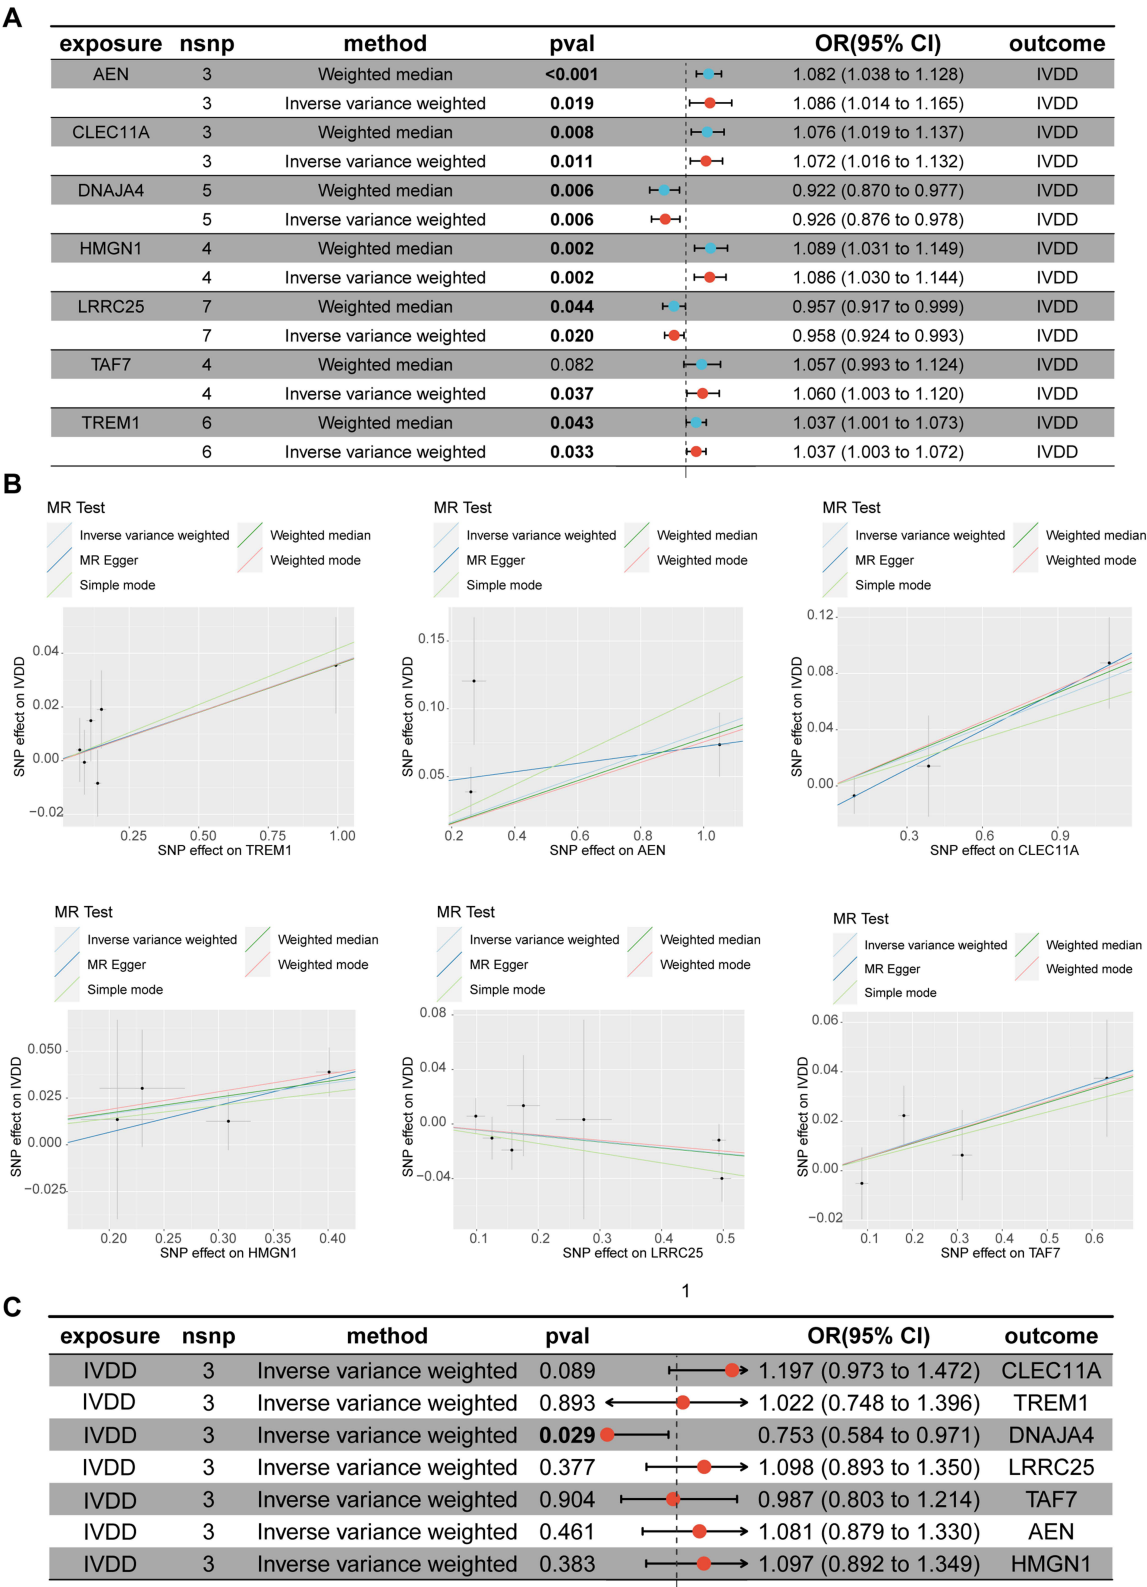 A
exposure nsnp method pval OR(95% CI) outcome
AEN 3 Weighted median <0.001 1.082 (1.038 to 1.128) IVDD
3 Inverse variance weighted 0.019 1.086 (1.014 to 1.165) IVDD
CLEC11A 3 Weighted median 0.008 1.076 (1.019 to 1.137) IVDD
3 Inverse variance weighted 0.011 1.072 (1.016 to 1.132) IVDD
DNAJA4 5 Weighted median 0.006 0.922 (0.870 to 0.977) IVDD
5 Inverse variance weighted 0.006 0.926 (0.876 to 0.978) IVDD
HMGN1 4 Weighted median 0.002 1.089 (1.031 to 1.149) IVDD
4 Inverse variance weighted 0.002 1.086 (1.030 to 1.144) IVDD
LRRC25 7 Weighted median 0.044 0.957 (0.917 to 0.999) IVDD
7 Inverse variance weighted 0.020 0.958 (0.924 to 0.993) IVDD
TAF7 4 Weighted median 0.082 1.057 (0.993 to 1.124) IVDD
4 Inverse variance weighted 0.037 1.060 (1.003 to 1.120) IVDD
TREM1 6 Weighted median 0.043 1.037 (1.001 to 1.073) IVDD
6 Inverse variance weighted 0.033 1.037 (1.003 to 1.072) IVDD
B
MR Test
Inverse variance weighted Weighted median
MR Egger Weighted mode
Simple mode
SNP effect on IVDD
0.04
0.02
0.00
−0.02
0.25 0.50 0.75 1.00
SNP effect on TREM1
MR Test
Inverse variance weighted Weighted median
MR Egger Weighted mode
Simple mode
SNP effect on IVDD
0.15
0.10
0.05
0.2 0.4 0.6 0.8 1.0
SNP effect on AEN
MR Test
Inverse variance weighted Weighted median
MR Egger Weighted mode
Simple mode
SNP effect on IVDD
0.12
0.08
0.04
0.00
0.3 0.6 0.9
SNP effect on CLEC11A
MR Test
Inverse variance weighted Weighted median
MR Egger Weighted mode
Simple mode
SNP effect on IVDD
0.050
0.025
0.000
−0.025
0.20 0.25 0.30 0.35 0.40
SNP effect on HMGN1
MR Test
Inverse variance weighted Weighted median
MR Egger Weighted mode
Simple mode
SNP effect on IVDD
0.08
0.04
0.00
−0.04
0.1 0.2 0.3 0.4 0.5
SNP effect on LRRC25
MR Test
Inverse variance weighted Weighted median
MR Egger Weighted mode
Simple mode
SNP effect on IVDD
0.06
0.04
0.02
0.00
−0.02
0.1 0.2 0.3 0.4 0.5 0.6
SNP effect on TAF7
1
C
exposure nsnp method pval OR(95% CI) outcome
IVDD 3 Inverse variance weighted 0.089 1.197 (0.973 to 1.472) CLEC11A
IVDD 3 Inverse variance weighted 0.893 1.022 (0.748 to 1.396) TREM1
IVDD 3 Inverse variance weighted 0.029 0.753 (0.584 to 0.971) DNAJA4
IVDD 3 Inverse variance weighted 0.377 1.098 (0.893 to 1.350) LRRC25
IVDD 3 Inverse variance weighted 0.904 0.987 (0.803 to 1.214) TAF7
IVDD 3 Inverse variance weighted 0.461 1.081 (0.879 to 1.330) AEN
IVDD 3 Inverse variance weighted 0.383 1.097 (0.892 to 1.349) HMGN1